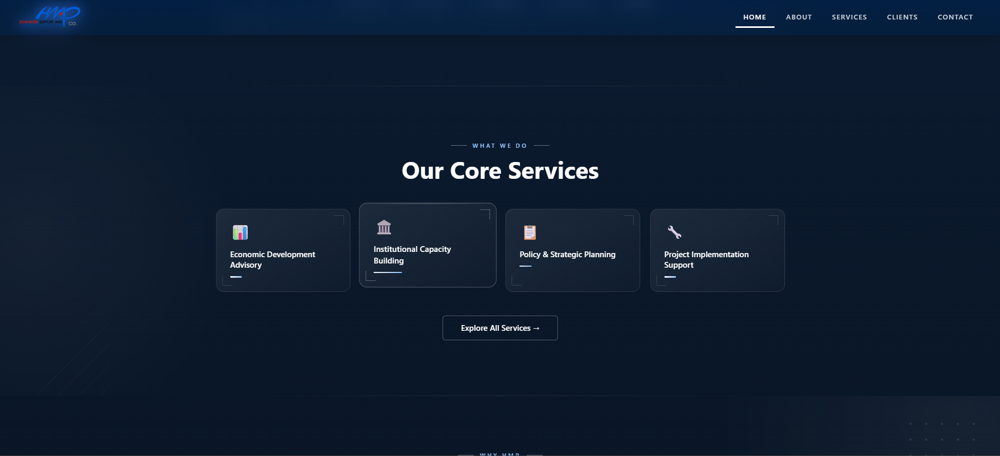 HMP
BUSINESS SUPPORT AND
CO.
HOME
ABOUT
SERVICES
CLIENTS
CONTACT
WHAT WE DO
Our Core Services
Economic Development
Advisory
Institutional Capacity
Building
Policy & Strategic Planning
Project Implementation
Support
Explore All Services →
WHY HMP